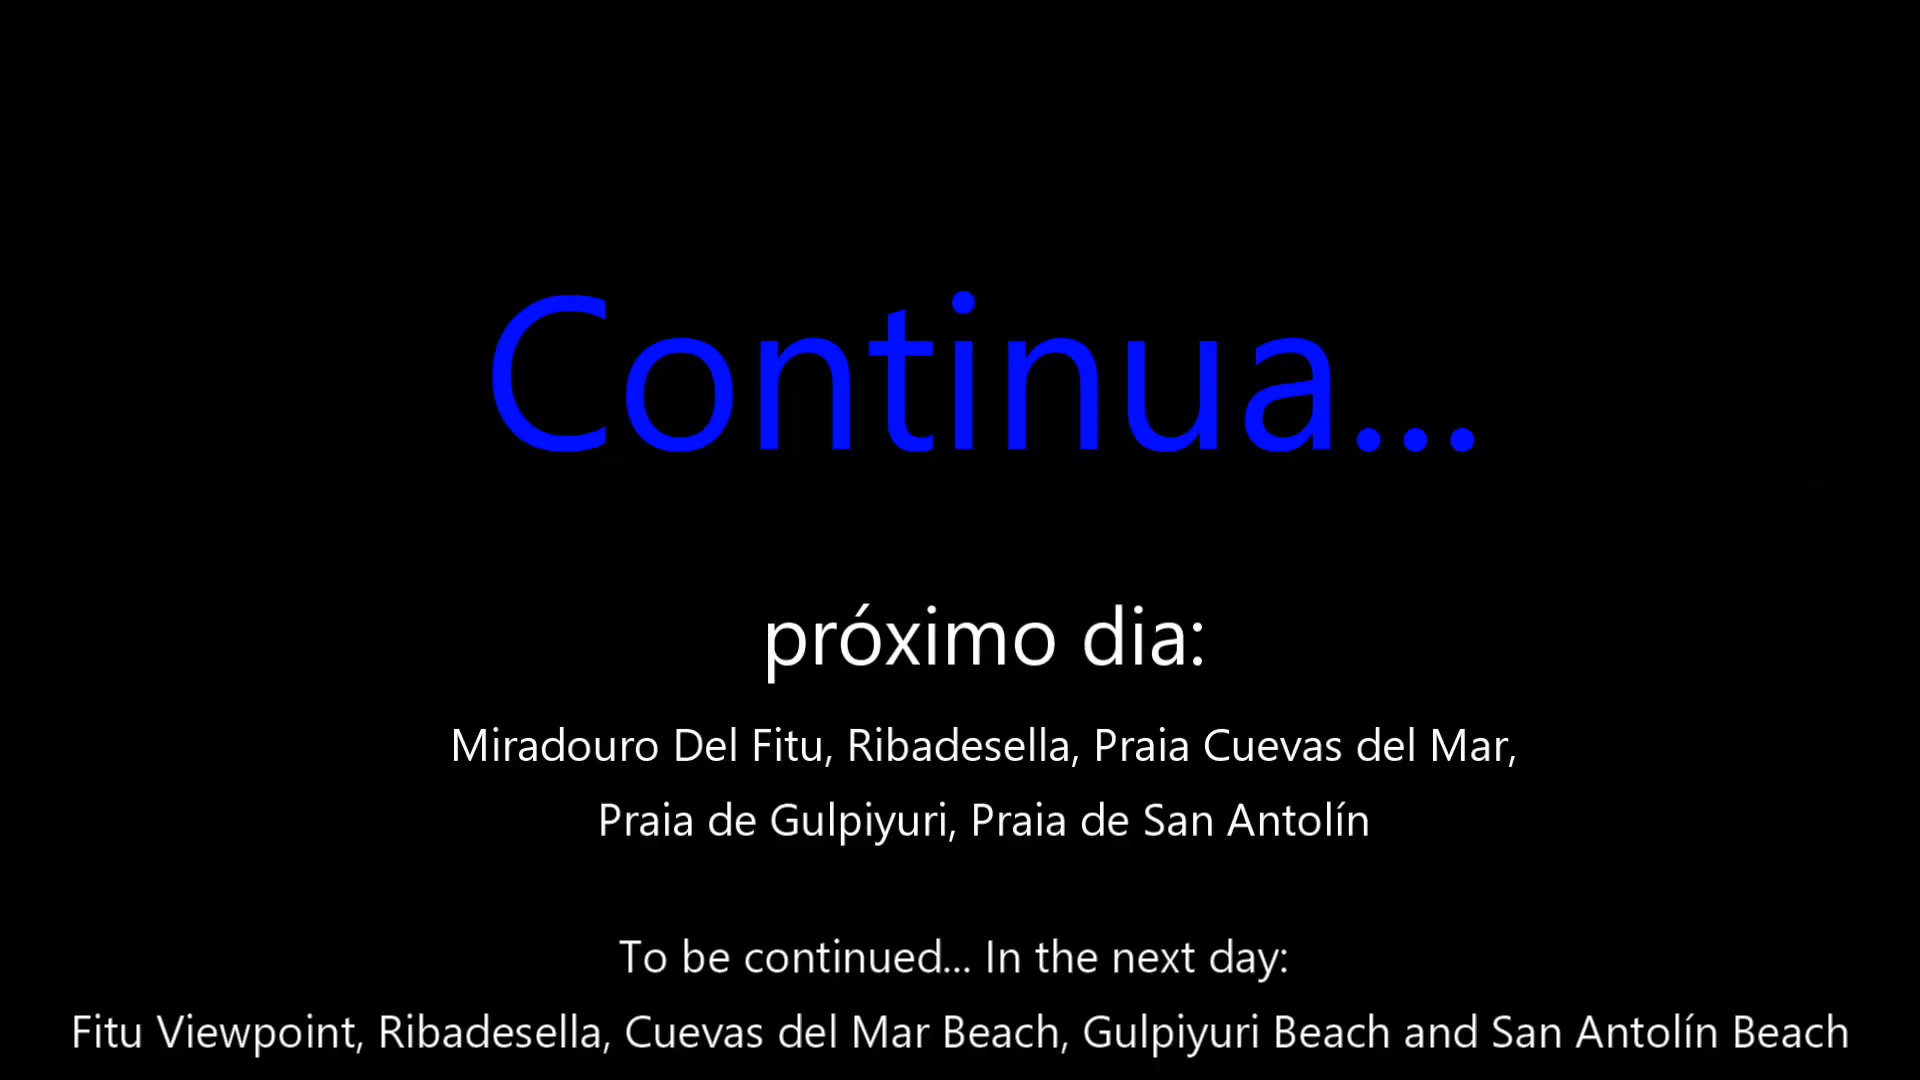 Continua...
próximo dia:
Miradouro Del Fitu, Ribadesella, Praia Cuevas del Mar,
Praia de Gulpiyuri, Praia de San Antolín
To be continued... In the next day:
Fitu Viewpoint, Ribadesella, Cuevas del Mar Beach, Gulpiyuri Beach and San Antolín Beach